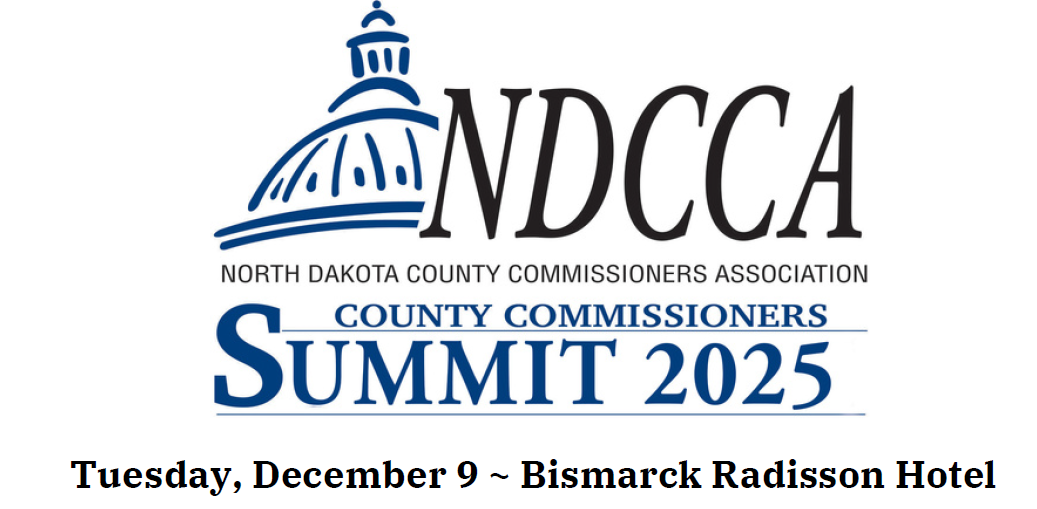 NDCCA
NORTH DAKOTA COUNTY COMMISSIONERS ASSOCIATION
COUNTY COMMISSIONERS
SUMMIT 2025
Tuesday, December 9 ~ Bismarck Radisson Hotel